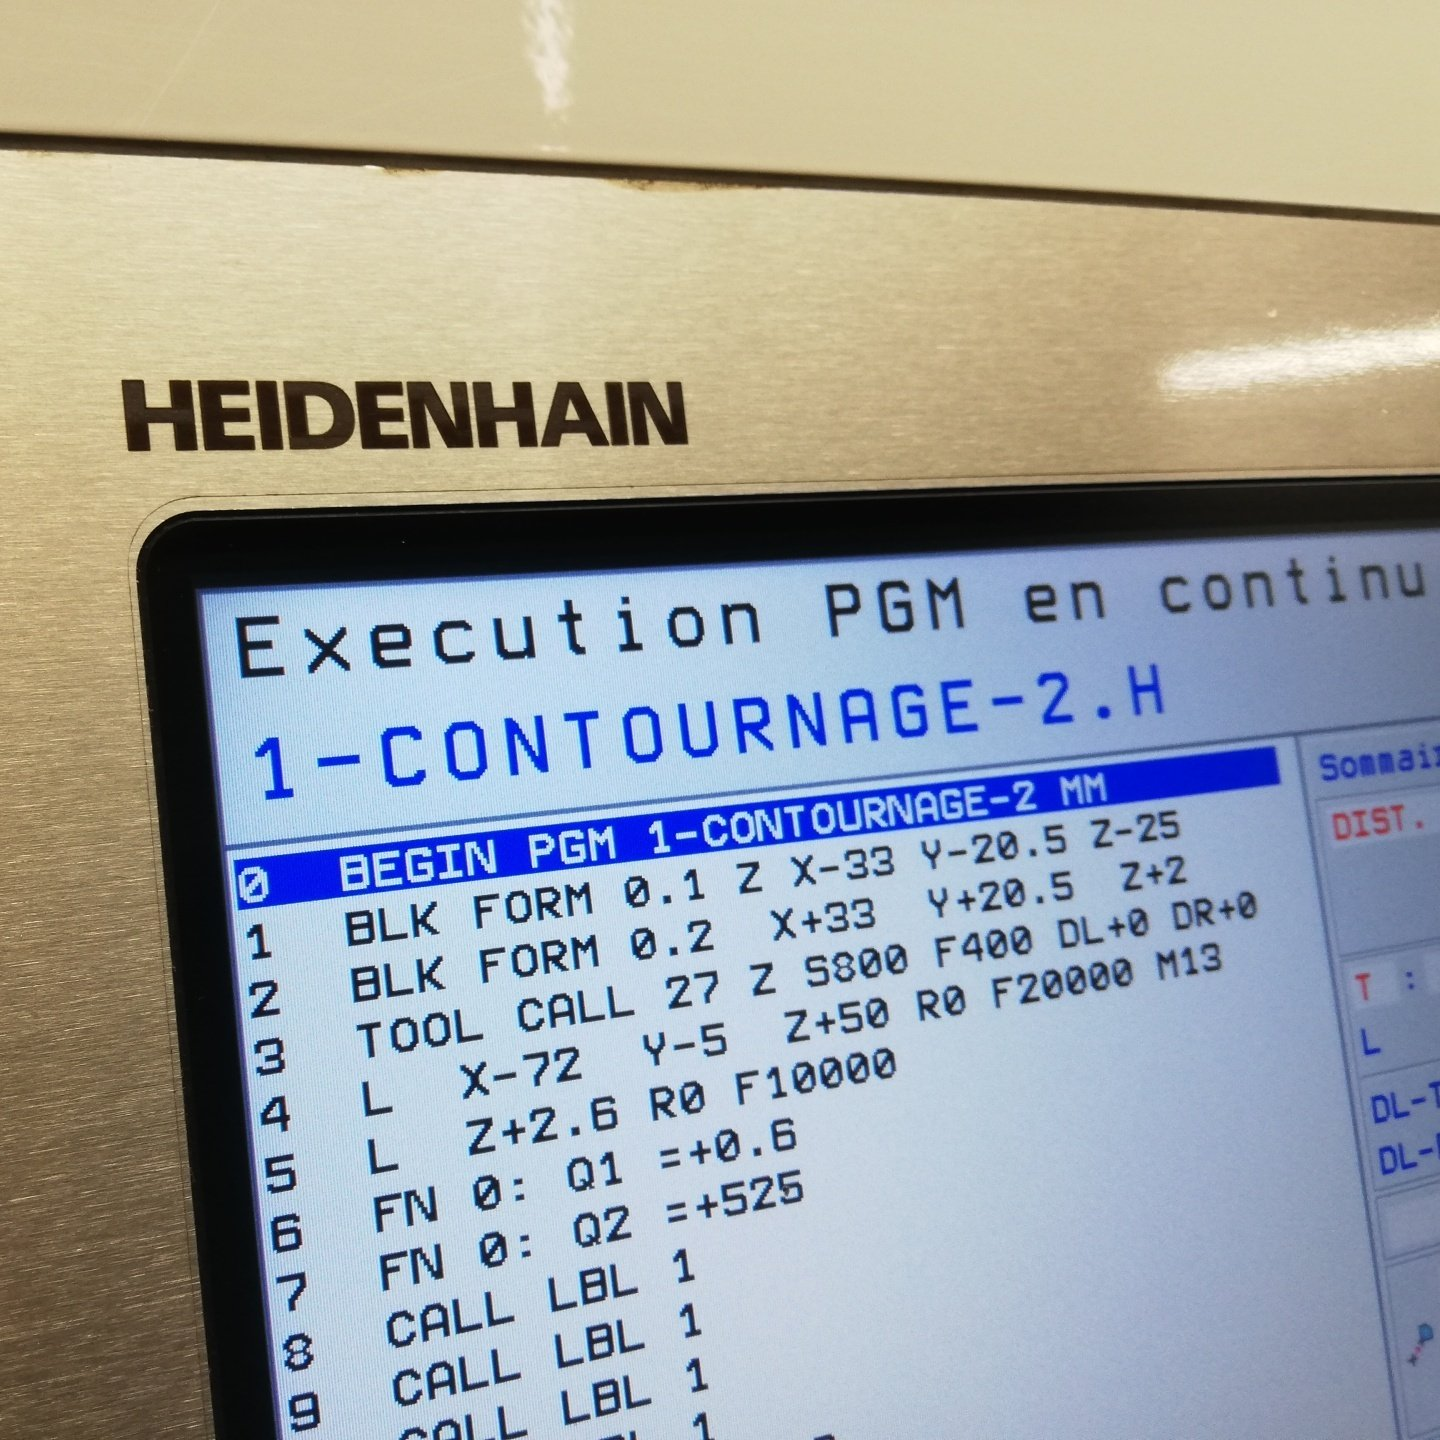 HEIDENHAIN
Execution PGM en continu
1-CONTOURNAGE-2.H
0 BEGIN PGM 1-CONTOURNAGE-2 MM
1 BLK FORM 0.1 Z X-33 Y-20.5 Z-25
2 BLK FORM 0.2 X+33 Y+20.5 Z+2
3 TOOL CALL 27 Z S800 F400 DL+0 DR+0
4 L X-72 Y-5 Z+50 R0 F20000 M13
5 L Z+2.6 R0 F10000
6 FN 0: Q1 =+0.6
7 FN 0: Q2 =+525
8 CALL LBL 1
9 CALL LBL 1
CALL LBL 1
LBL 1
DIST.
T :
L